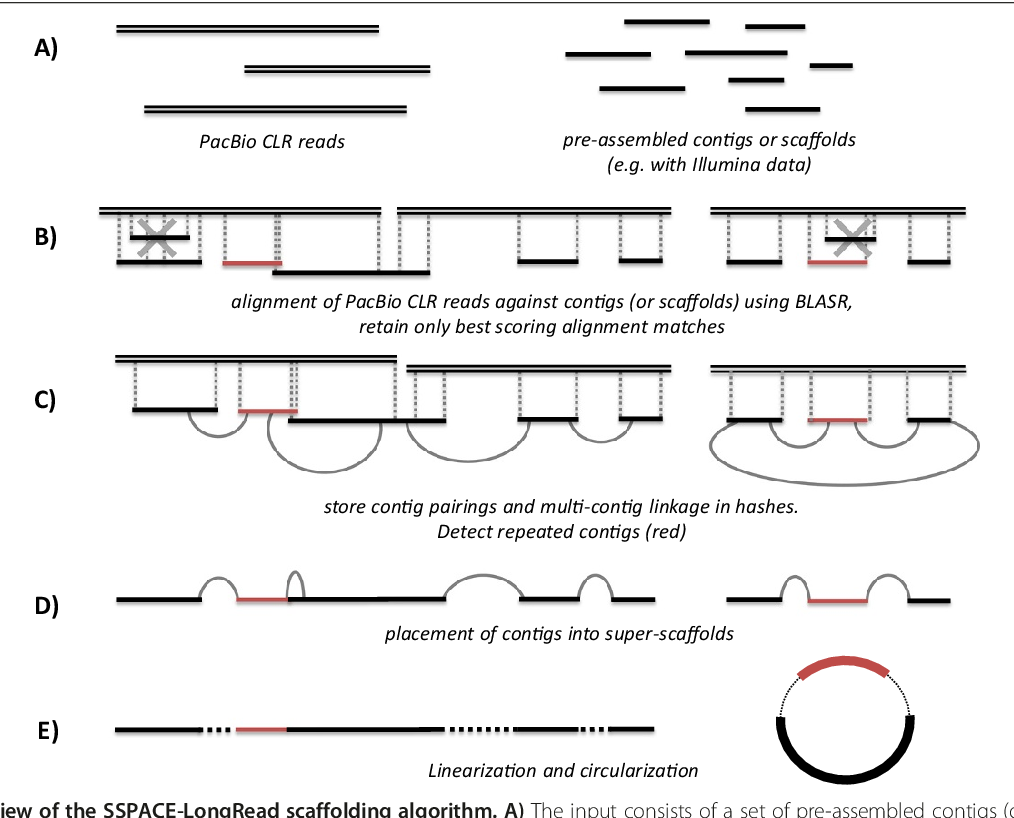 A)
PacBio CLR reads
pre-assembled contigs or scaffolds
(e.g. with Illumina data)
B)
alignment of PacBio CLR reads against contigs (or scaffolds) using BLASR,
retain only best scoring alignment matches
C)
store contig pairings and multi-contig linkage in hashes.
Detect repeated contigs (red)
D)
placement of contigs into super-scaffolds
E)
Linearization and circularization
view of the SSPACE-LongRead scaffolding algorithm. A) The input consists of a set of pre-assembled contigs (